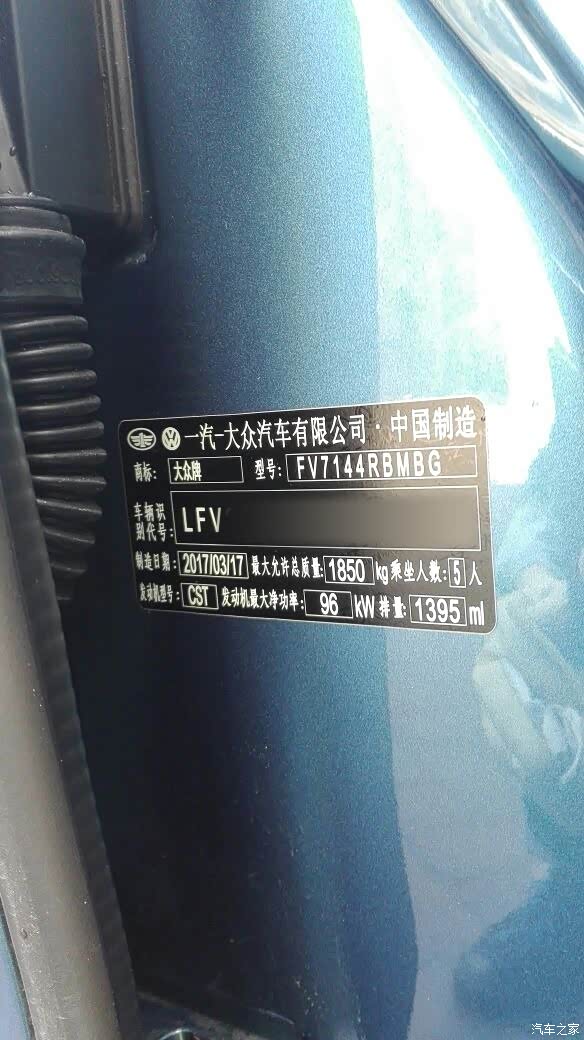 一汽-大众汽车有限公司·中国制造
商标: 大众牌 型号: FV7144RBMBG
车辆识别代号: LFV
制造日期: 2017/03/17 最大允许总质量: 1850 kg 乘坐人数: 5 人
发动机型号: CST 发动机最大净功率: 96 kW 排量: 1395 ml
汽车之家